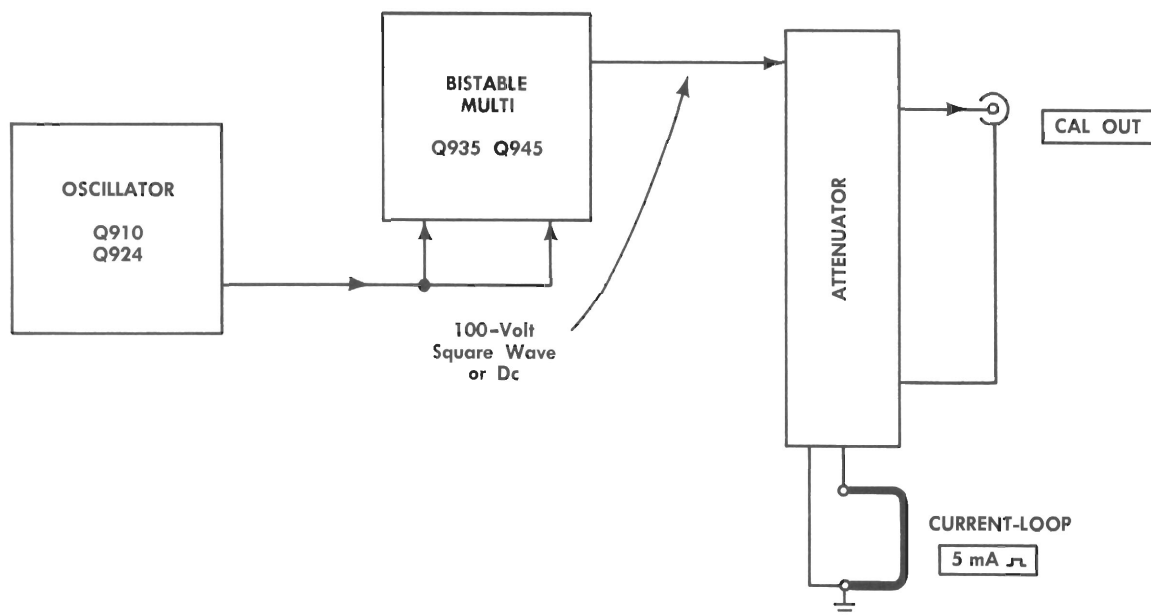 OSCILLATOR
Q910
Q924
BISTABLE
MULTI
Q935 Q945
100-Volt
Square Wave
or Dc
ATTENUATOR
CAL OUT
CURRENT-LOOP
5 mA